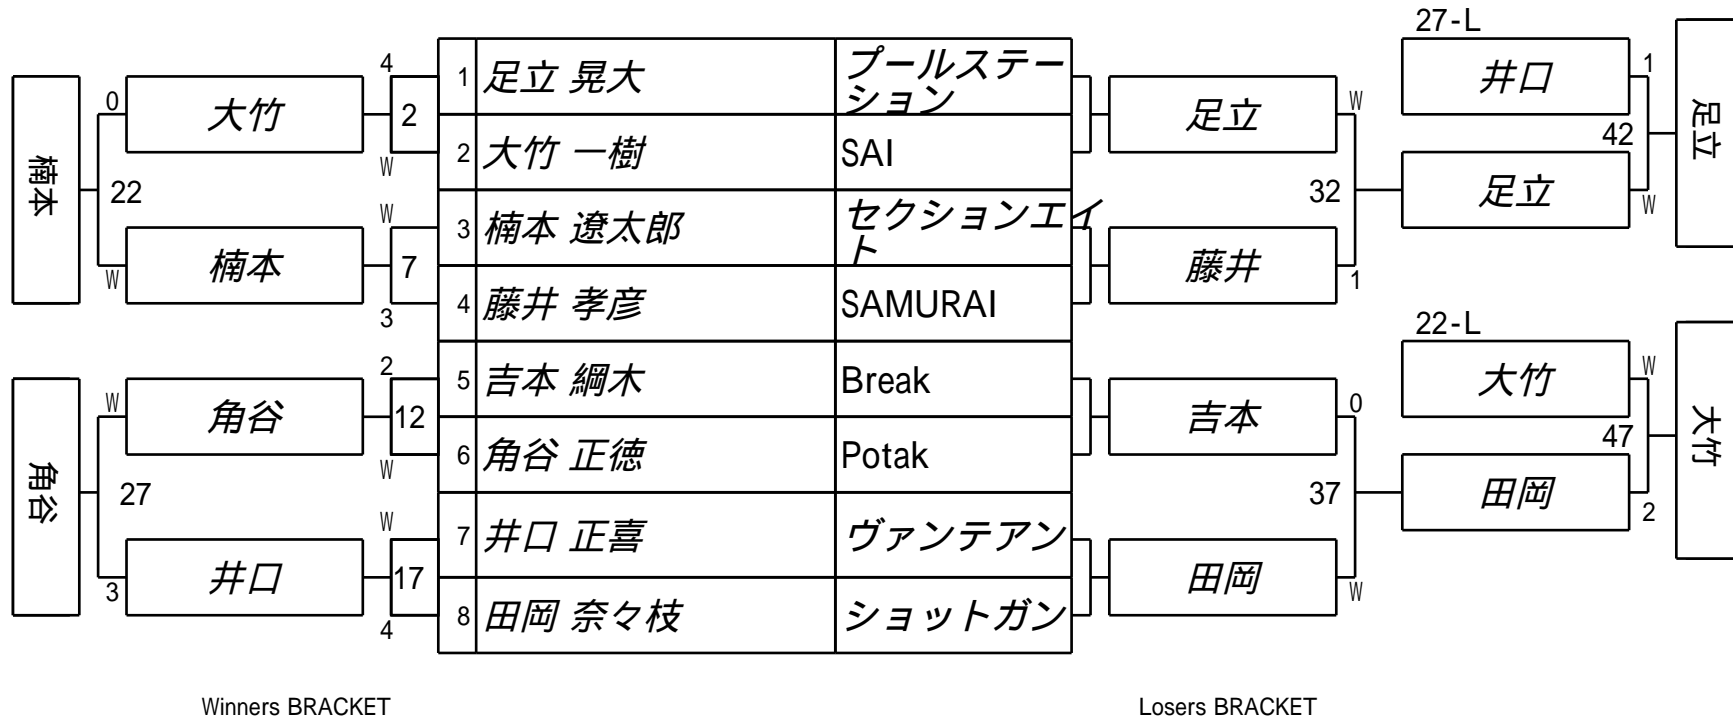 27-L
4
1 足立 晃大 プールステー
ション
足立
W
井口
1
足立
0
大竹
2
W
2 大竹 一樹 SAI
42
楠本
22
32
足立
W
W
3 楠本 遼太郎 セクションエイ
ト
藤井
1
W
楠本
7
3
4 藤井 孝彦 SAMURAI
22-L
2
5 吉本 綱木 Break
吉本
0
大竹
W
大竹
W
角谷
12
W
6 角谷 正徳 Potak
47
角谷
27
37
田岡
2
W
7 井口 正喜 ヴァンテアン
田岡
W
3
井口
17
4
8 田岡 奈々枝 ショットガン
Winners BRACKET
Losers BRACKET